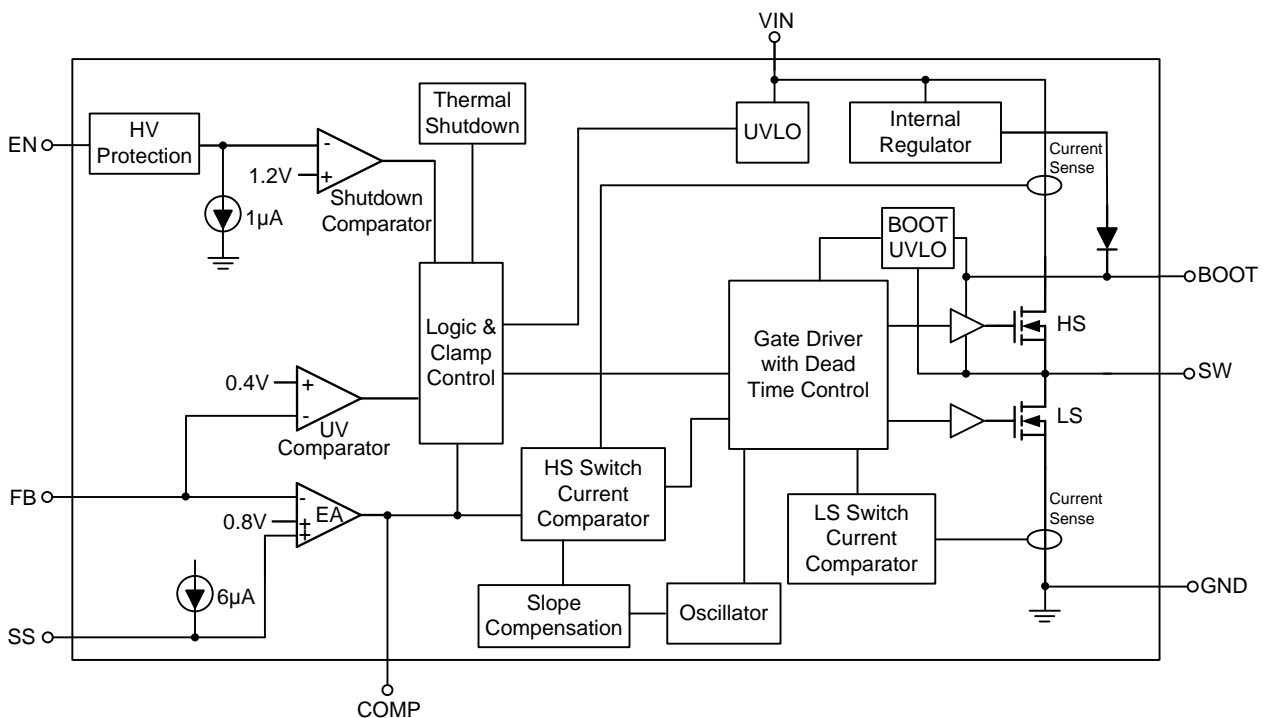 VIN
Thermal
Shutdown
HV
Protection
EN
UVLO
Internal
Regulator
Current
Sense
-
1.2V
+
Shutdown
Comparator
1µA
BOOT
UVLO
BOOT
Logic &
Clamp
Control
Gate Driver
with Dead
Time Control
HS
SW
0.4V
+
-
UV
Comparator
LS
HS Switch
Current
Comparator
FB
-
EA
0.8V
+
+
LS Switch
Current
Comparator
Current
Sense
6µA
Slope
Compensation
Oscillator
GND
SS
COMP